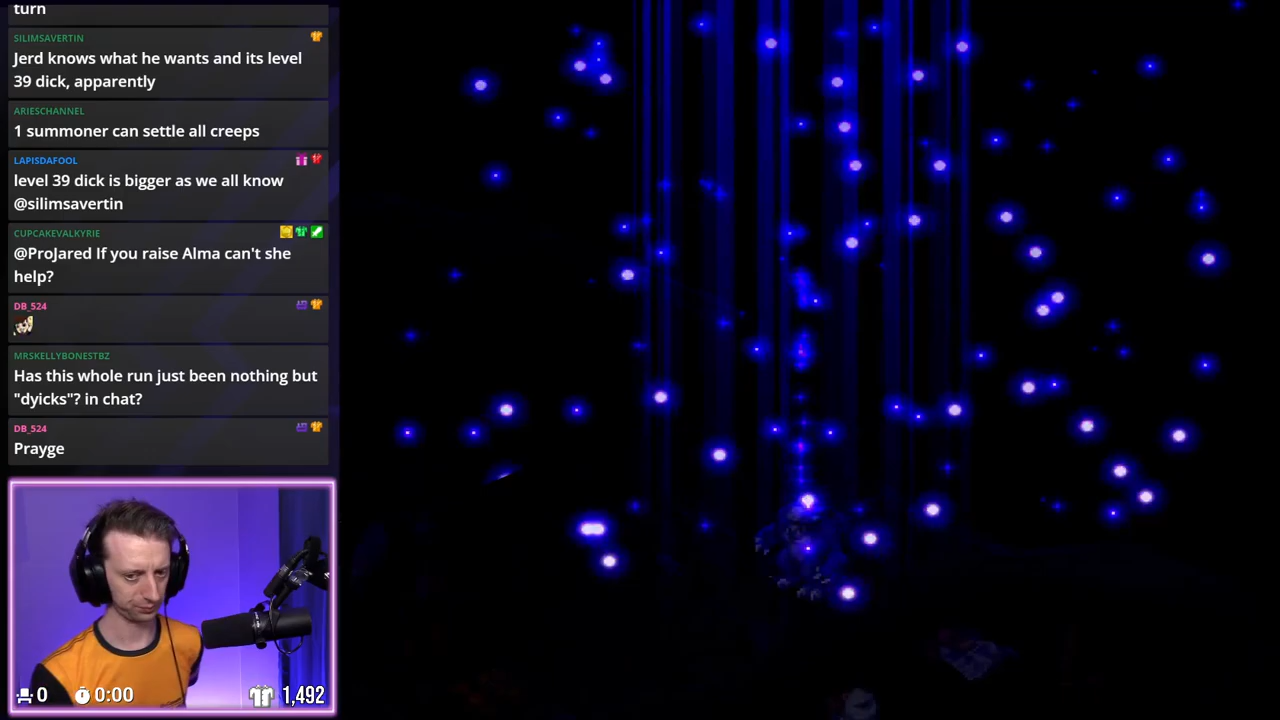 turn
SILIMSAVERTIN
Jerd knows what he wants and its level
39 dick, apparently
ARIESCHANNEL
1 summoner can settle all creeps
LAPISDAFOOL
level 39 dick is bigger as we all know
@silimsavertin
CUPCAKEVALKYRIE
@ProJared If you raise Alma can't she
help?
DB_524
MRSKELLYBONESTBZ
Has this whole run just been nothing but
"dyicks"? in chat?
DB_524
Prayge
0 0:00 1,492